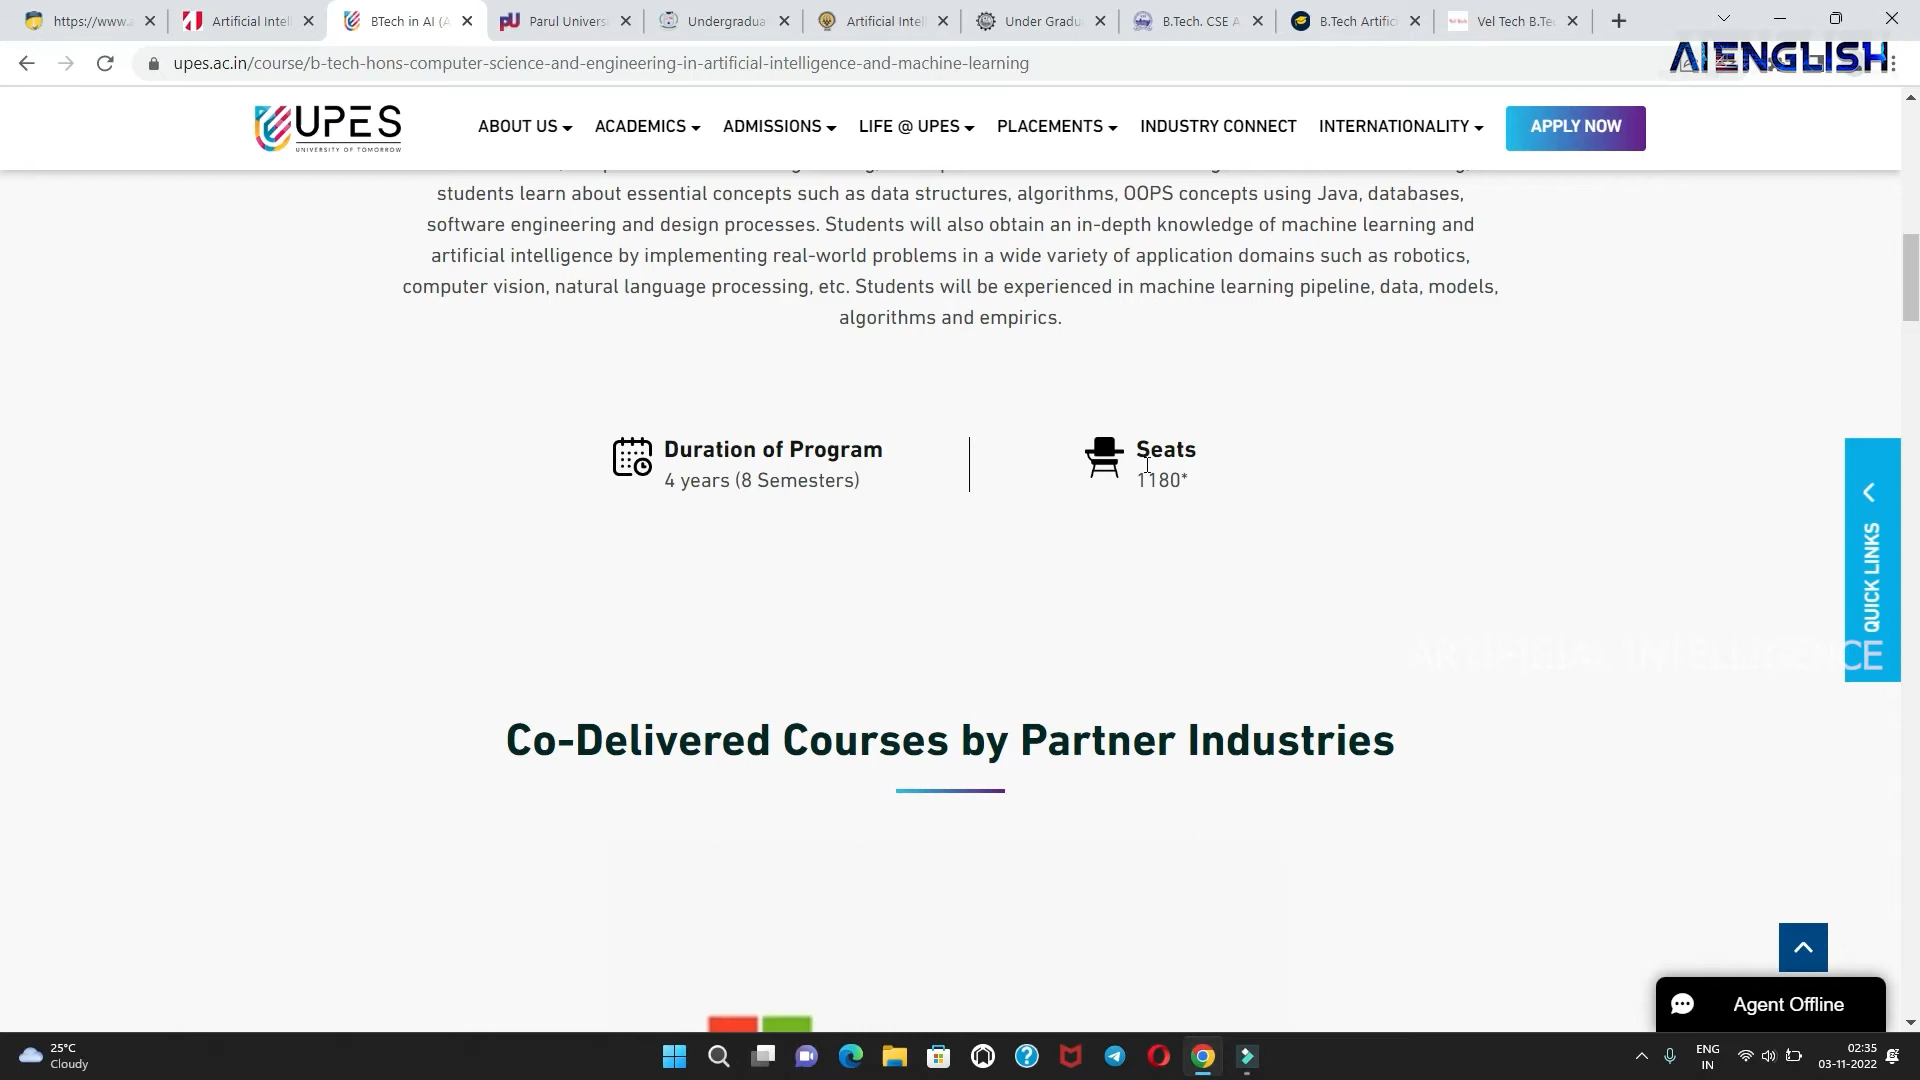 https://www. Artificial Intell BTech in AI (A Parul Univers Undergradua Artificial Intel Under Gradu B.Tech. CSE A B.Tech Artific Vel Tech B.Te
upes.ac.in/course/b-tech-hons-computer-science-and-engineering-in-artificial-intelligence-and-machine-learning
AIENGLISH
UPES
UNIVERSITY OF TOMORROW
ABOUT US ACADEMICS ADMISSIONS LIFE @ UPES PLACEMENTS INDUSTRY CONNECT INTERNATIONALITY APPLY NOW
students learn about essential concepts such as data structures, algorithms, OOPS concepts using Java, databases,
software engineering and design processes. Students will also obtain an in-depth knowledge of machine learning and
artificial intelligence by implementing real-world problems in a wide variety of application domains such as robotics,
computer vision, natural language processing, etc. Students will be experienced in machine learning pipeline, data, models,
algorithms and empirics.
Duration of Program
4 years (8 Semesters)
Seats
1180*
QUICK LINKS
ARTIFICIAL INTELLIGENCE
Co-Delivered Courses by Partner Industries
Agent Offline
25°C
Cloudy
ENG
IN
02:35
03-11-2022